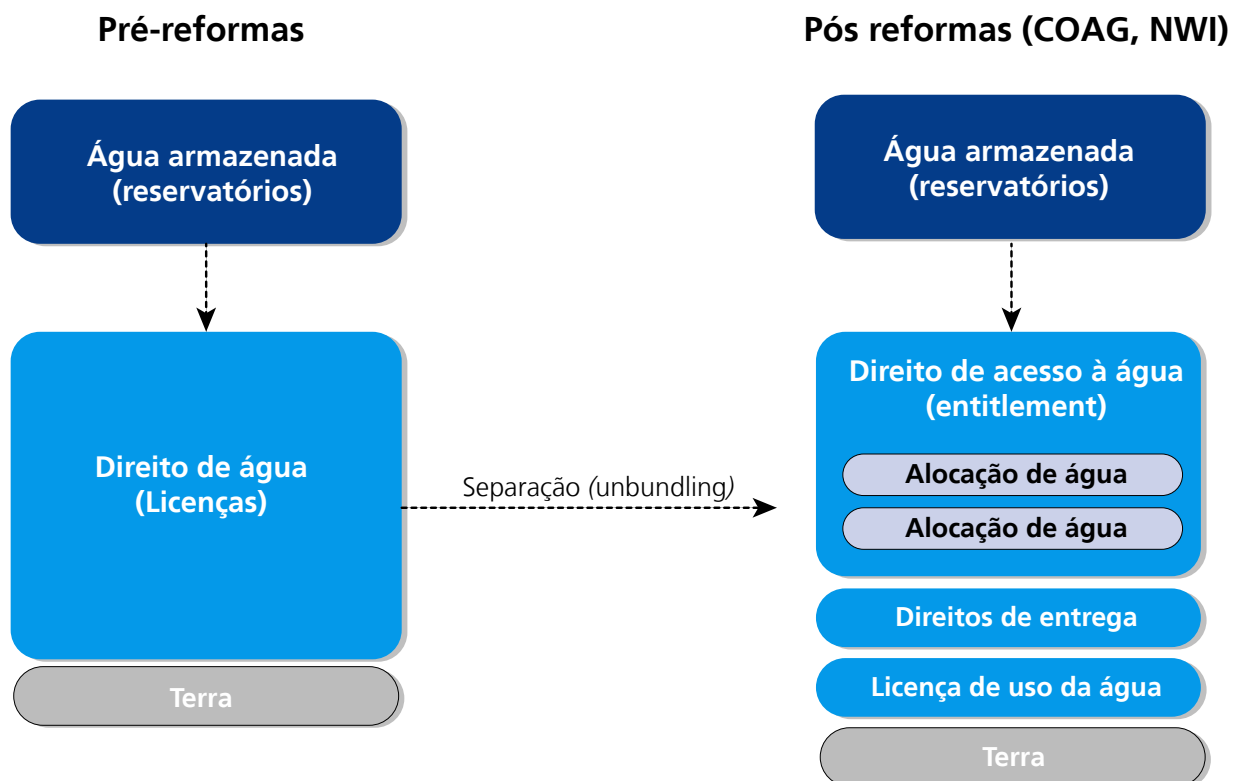 Pré-reformas
Pós reformas (COAG, NWI)
Água armazenada
(reservatórios)
Água armazenada
(reservatórios)
Direito de água
(Licenças)
Separação (unbundling)
Direito de acesso à água
(entitlement)
Alocação de água
Alocação de água
Direitos de entrega
Licença de uso da água
Terra
Terra